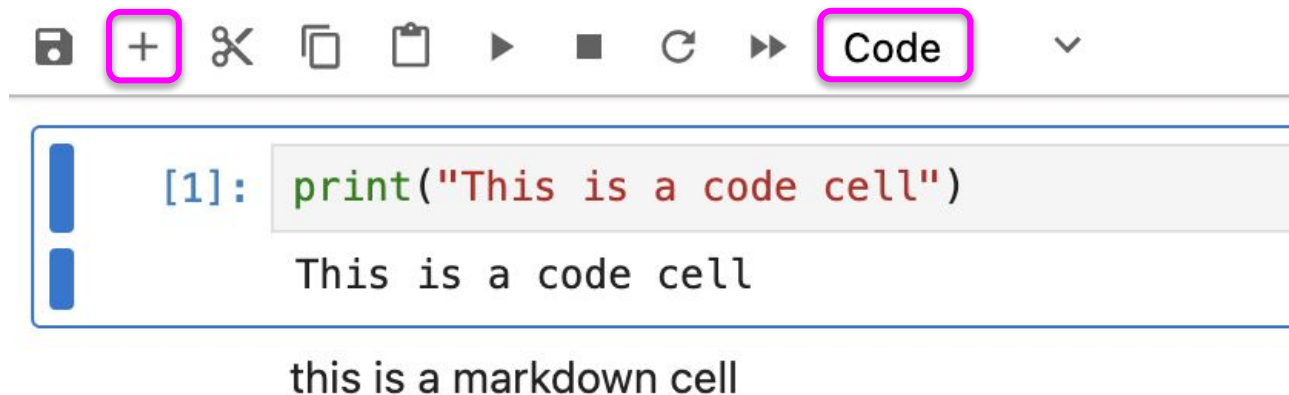 Code
[1]: print("This is a code cell")
This is a code cell
this is a markdown cell